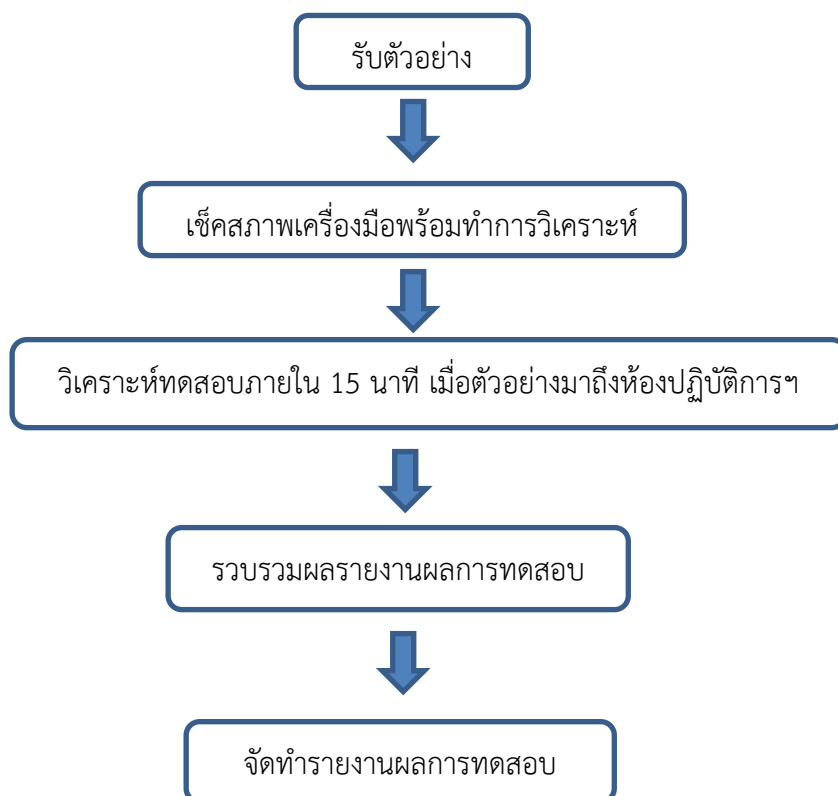 รับตัวอย่าง
เช็คสภาพเครื่องมือพร้อมทำการวิเคราะห์
วิเคราะห์ทดสอบภายใน 15 นาที เมื่อตัวอย่างมาถึงห้องปฏิบัติการฯ
รวบรวมผลรายงานผลการทดสอบ
จัดทำรายงานผลการทดสอบ